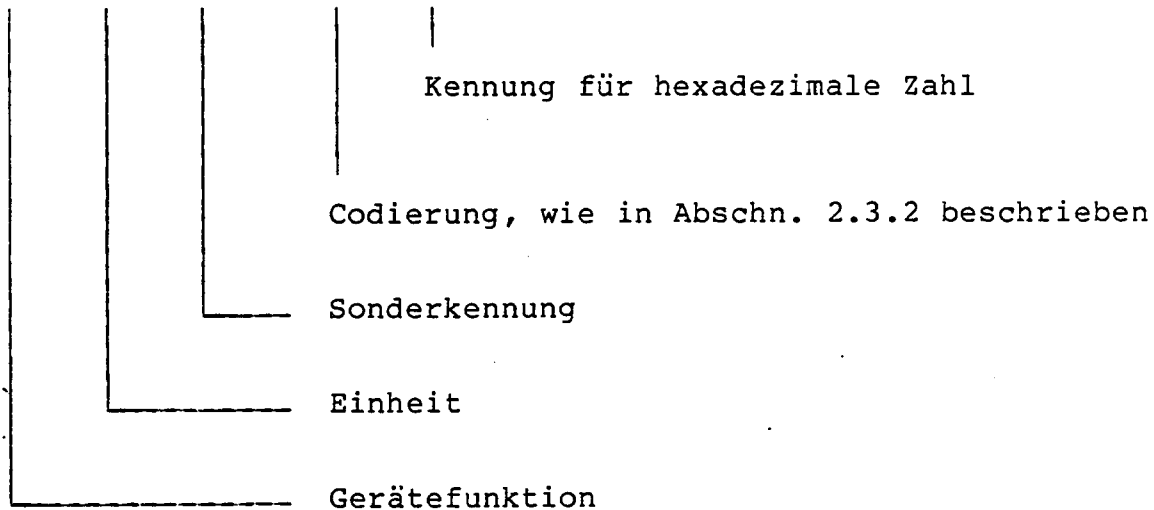 Kennung für hexadezimale Zahl
Codierung, wie in Abschn. 2.3.2 beschrieben
Sonderkennung
Einheit
Gerätefunktion